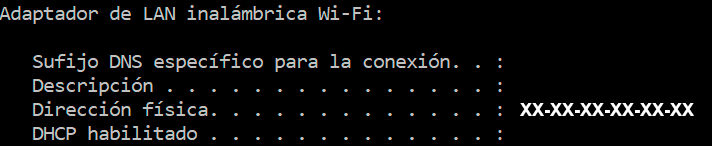 Adaptador de LAN inalámbrica Wi-Fi:
Sufijo DNS específico para la conexión. . :
Descripción . . . . . . . . . . . . . . . :
Dirección física. . . . . . . . . . . . . : XX-XX-XX-XX-XX-XX
DHCP habilitado . . . . . . . . . . . . . :